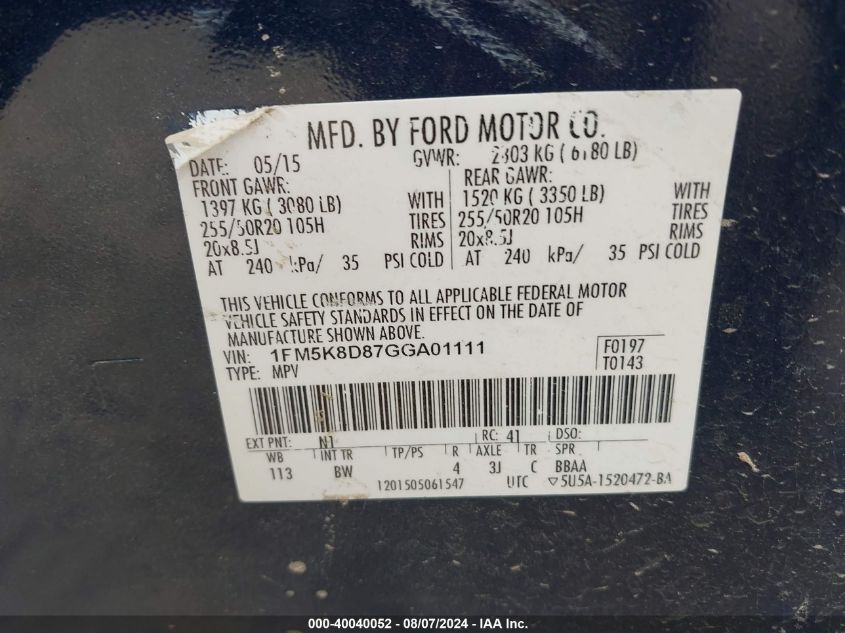 MFD. BY FORD MOTOR CO.
DATE: 05/15 GVWR: 2803 KG ( 6180 LB)
FRONT GAWR: REAR GAWR:
1397 KG ( 3080 LB) WITH 1520 KG ( 3350 LB) WITH
255/50R20 105H TIRES 255/50R20 105H TIRES
20x8.5J RIMS 20x8.5J RIMS
AT 240 kPa/ 35 PSI COLD AT 240 kPa/ 35 PSI COLD
THIS VEHICLE CONFORMS TO ALL APPLICABLE FEDERAL MOTOR
VEHICLE SAFETY STANDARDS IN EFFECT ON THE DATE OF
MANUFACTURE SHOWN ABOVE.
VIN: 1FM5K8D87GGA01111 F0197
TYPE: MPV T0143
EXT PNT: N1 RC: 41 DSO:
WB INT TR TP/PS R AXLE TR SPR
113 BW 4 3J C BBAA
1201505061547 UTC ▽5U5A-1520472-BA
000-40040052 - 08/07/2024 - IAA Inc.